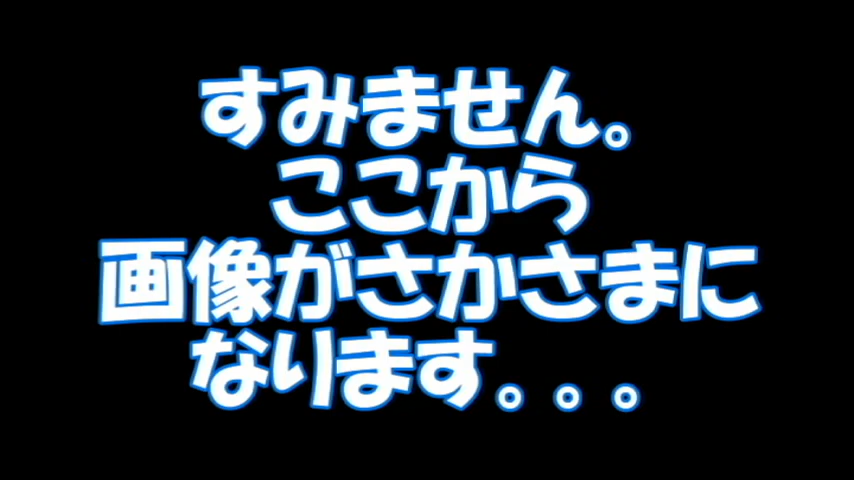 すみません。
ここから
画像がさかさまに
なります。。。